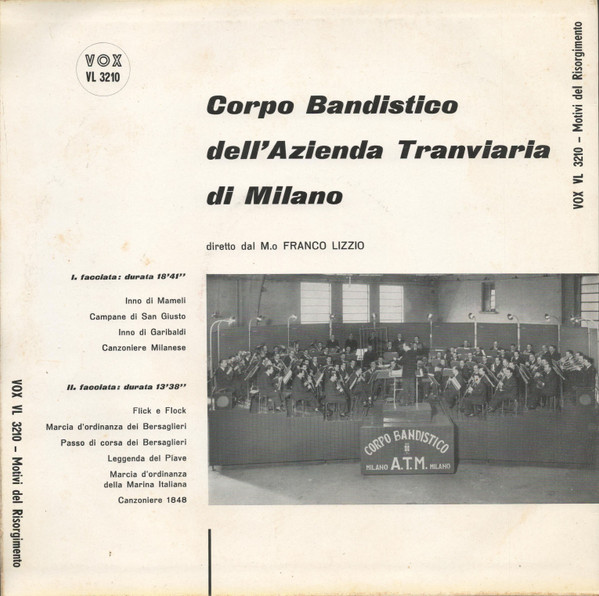 VOX
VL 3210
Corpo Bandistico
dell'Azienda Tranviaria
di Milano
diretto dal M.o FRANCO LIZZIO
I. facciata: durata 18'41"
Inno di Mameli
Campane di San Giusto
Inno di Garibaldi
Canzoniere Milanese
II. facciata: durata 13'38"
Flick e Flock
Marcia d'ordinanza dei Bersaglieri
Passo di corsa dei Bersaglieri
Leggenda del Piave
Marcia d'ordinanza
della Marina Italiana
Canzoniere 1848
CORPO BANDISTICO
MILANO A.T.M. MILANO
VOX VL 3210 – Motivi del Risorgimento
VOX VL 3210 – Motivi del Risorgimento